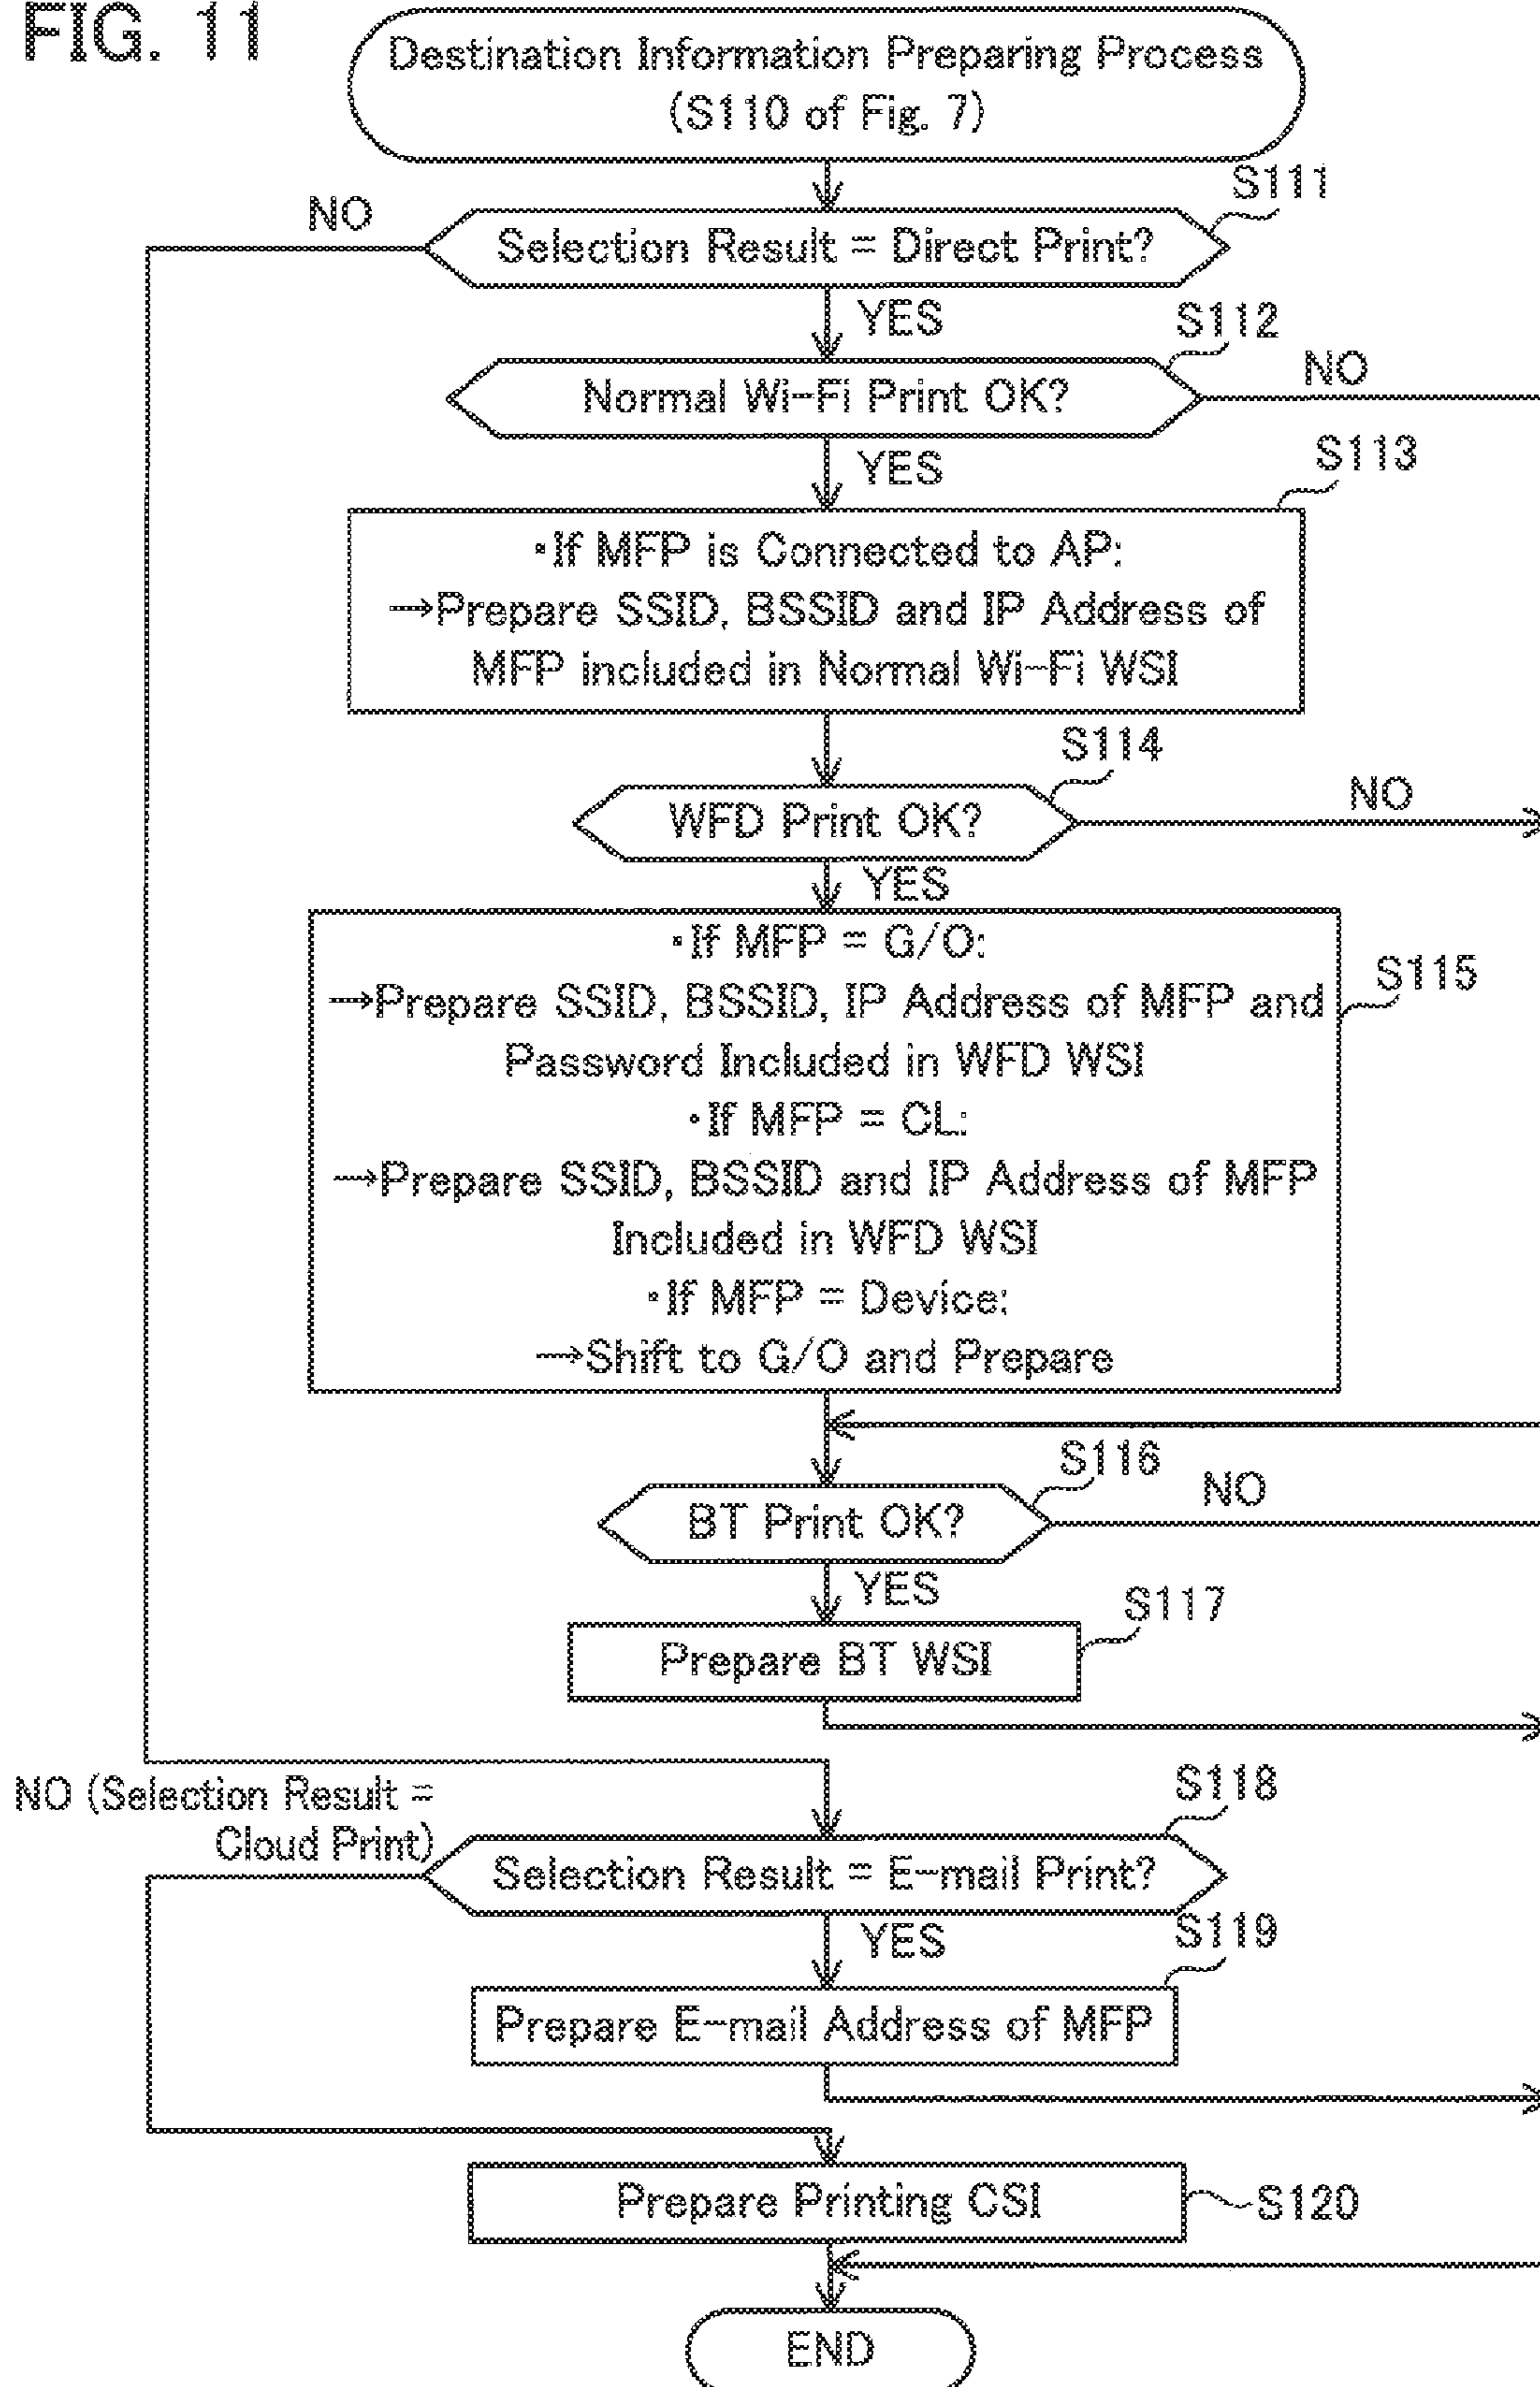 FIG. 11
Destination Information Preparing Process
(S110 of Fig. 7)
S111
NO
Selection Result = Direct Print?
YES
S112
Normal Wi-Fi Print OK?
NO
YES
S113
・If MFP is Connected to AP:
→Prepare SSID, BSSID and IP Address of
MFP included in Normal Wi-Fi WSI
S114
WFD Print OK?
NO
YES
・If MFP = G/O:
S115
→Prepare SSID, BSSID, IP Address of MFP and
Password Included in WFD WSI
・If MFP = CL:
→Prepare SSID, BSSID and IP Address of MFP
Included in WFD WSI
・If MFP = Device:
→Shift to G/O and Prepare
S116
BT Print OK?
NO
YES
S117
Prepare BT WSI
NO (Selection Result =
Cloud Print)
S118
Selection Result = E-mail Print?
YES
S119
Prepare E-mail Address of MFP
Prepare Printing CSI
S120
END